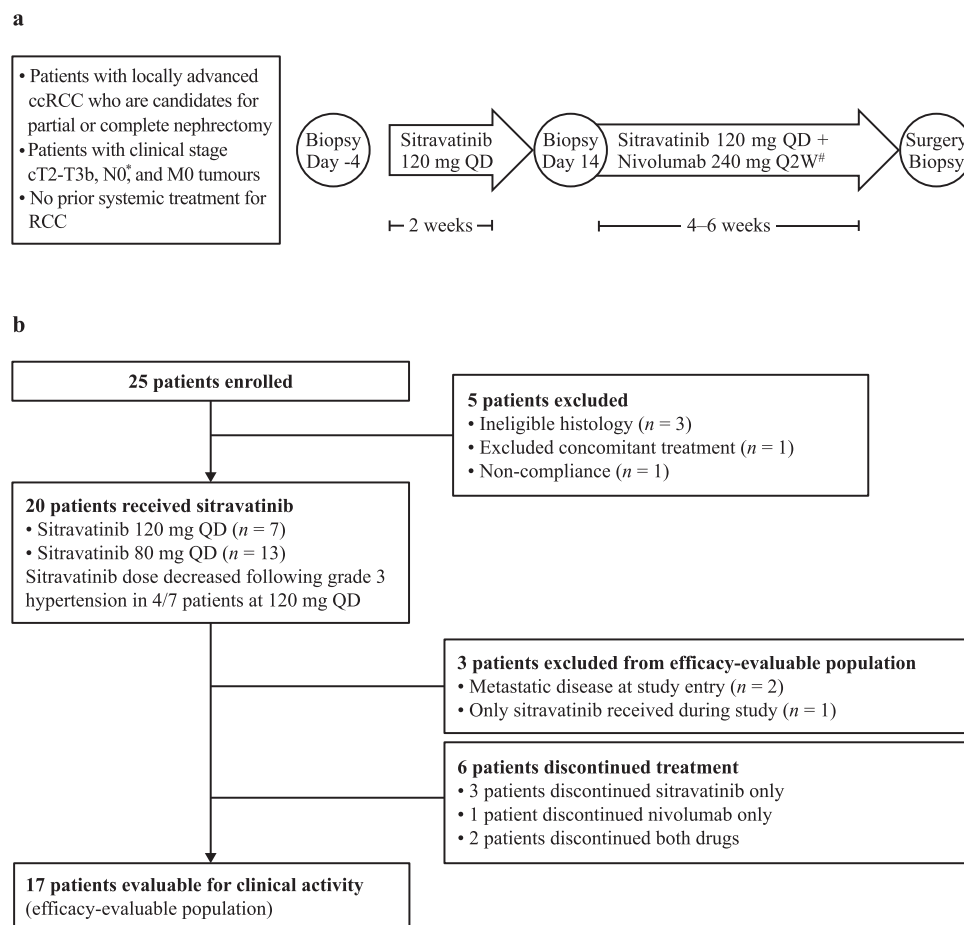 a
• Patients with locally advanced
ccRCC who are candidates for
partial or complete nephrectomy
• Patients with clinical stage
cT2-T3b, N0,* and M0 tumours
• No prior systemic treatment for
RCC
Biopsy
Day -4
Sitravatinib
120 mg QD
Biopsy
Day 14
Sitravatinib 120 mg QD +
Nivolumab 240 mg Q2W#
Surgery
Biopsy
2 weeks
4–6 weeks
b
25 patients enrolled
5 patients excluded
• Ineligible histology (n = 3)
• Excluded concomitant treatment (n = 1)
• Non-compliance (n = 1)
20 patients received sitravatinib
• Sitravatinib 120 mg QD (n = 7)
• Sitravatinib 80 mg QD (n = 13)
Sitravatinib dose decreased following grade 3
hypertension in 4/7 patients at 120 mg QD
3 patients excluded from efficacy-evaluable population
• Metastatic disease at study entry (n = 2)
• Only sitravatinib received during study (n = 1)
6 patients discontinued treatment
• 3 patients discontinued sitravatinib only
• 1 patient discontinued nivolumab only
• 2 patients discontinued both drugs
17 patients evaluable for clinical activity
(efficacy-evaluable population)